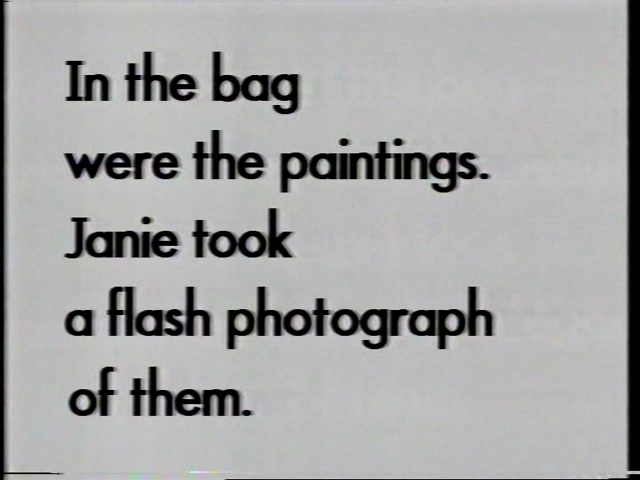 In the bag
were the paintings.
Janie took
a flash photograph
of them.